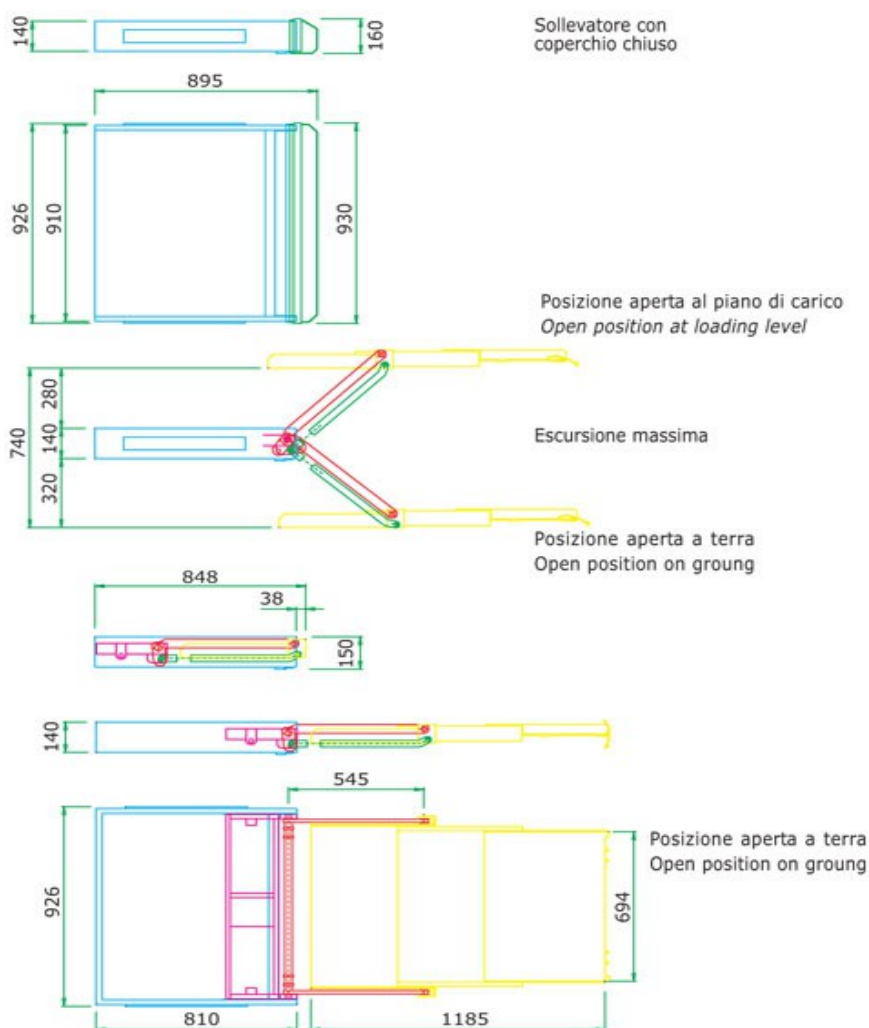 140
160
Sollevatore con
coperchio chiuso
895
926
910
930
Posizione aperta al piano di carico
Open position at loading level
740
280
140
320
Escursione massima
Posizione aperta a terra
Open position on groung
848
38
150
140
545
926
694
Posizione aperta a terra
Open position on groung
810
1185